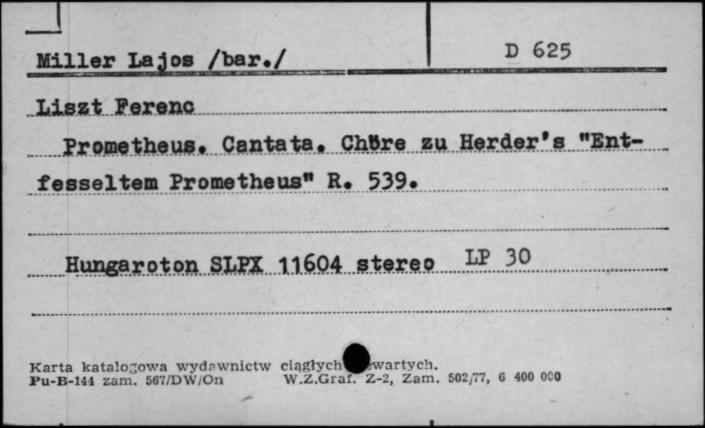 Miller Lajos /bar./ D 625
Liszt Ferenc
Prometheus. Cantata. Chöre zu Herder's "Ent-
fesseltem Prometheus" R. 539.
Hungaroton SLPX 11604 stereo LP 30
Karta katalogowa wydawnictw ciągłych wartych.
Pu-B-144 zam. 567/DW/On W.Z.Graf. Z-2, Zam. 502/77, 6 400 000